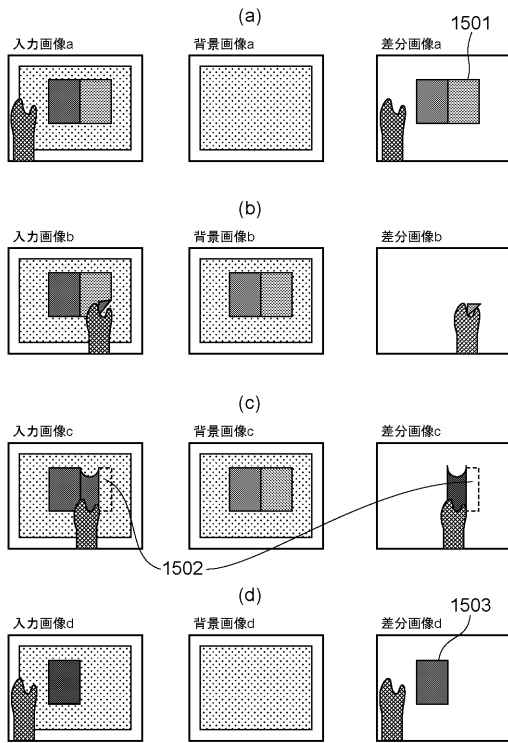 (a)
入力画像a
背景画像a
差分画像a
1501
(b)
入力画像b
背景画像b
差分画像b
(c)
入力画像c
背景画像c
差分画像c
1502
(d)
入力画像d
背景画像d
差分画像d
1503